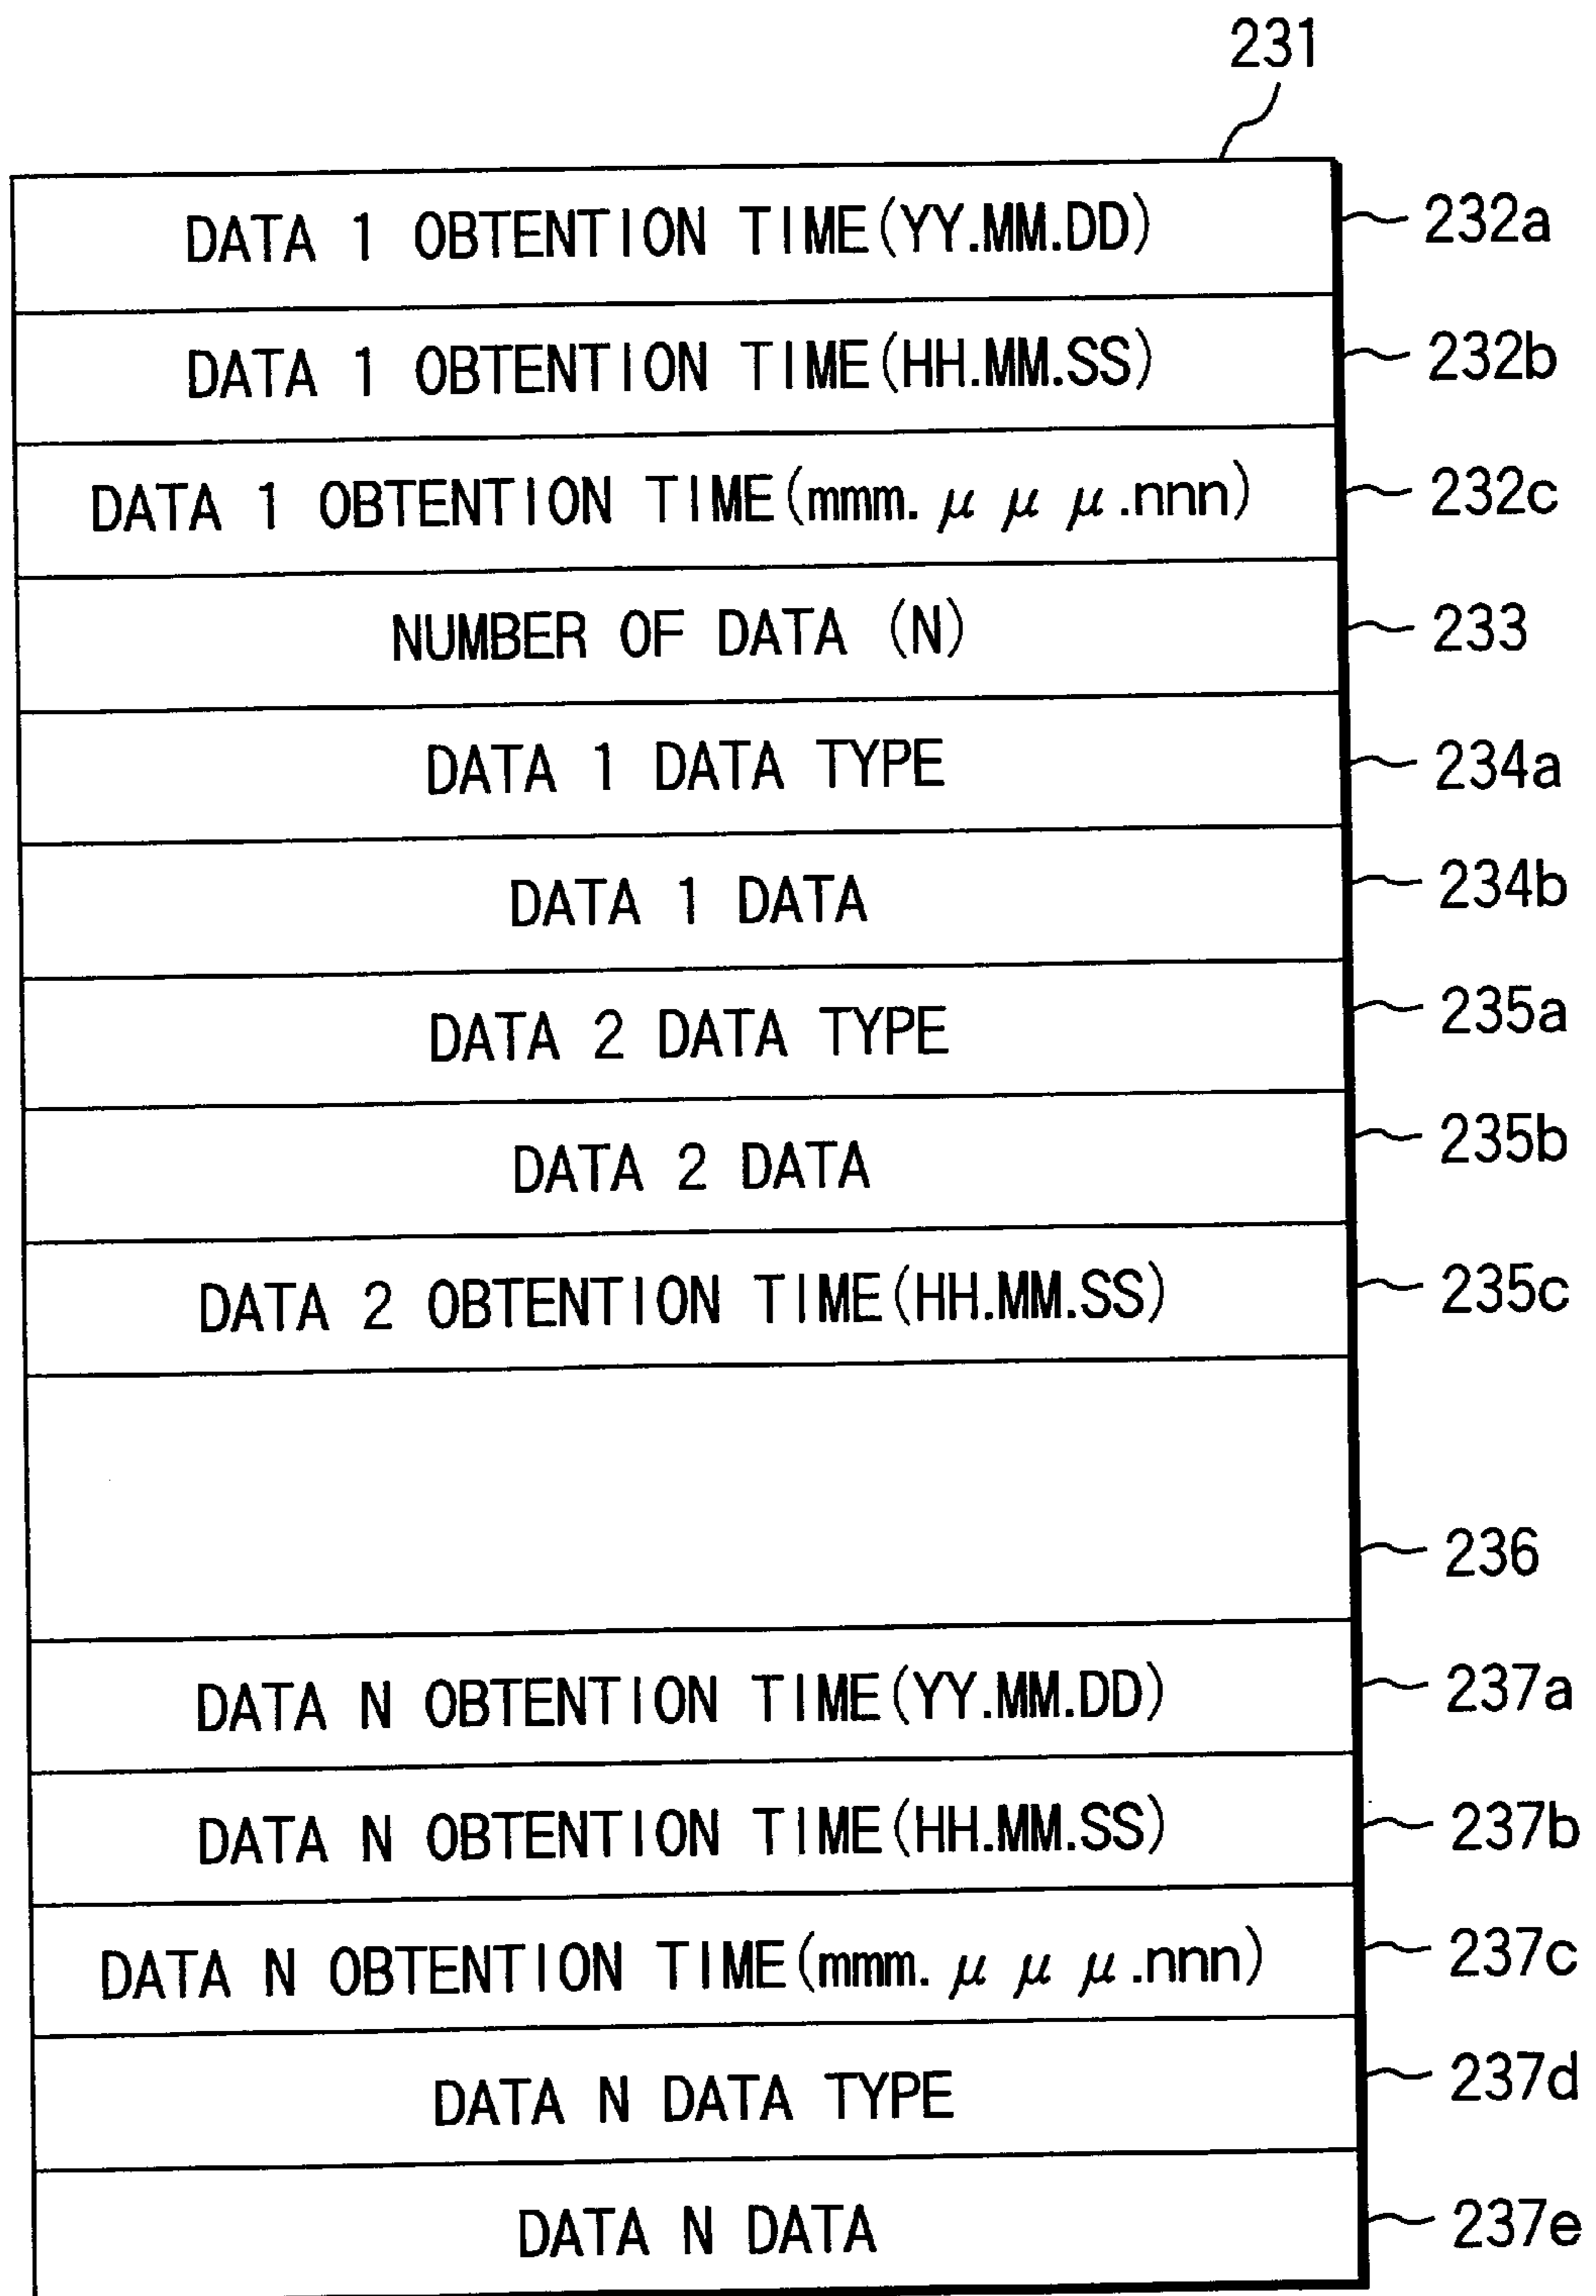 231
DATA 1 OBTENTION TIME(YY.MM.DD) 232a
DATA 1 OBTENTION TIME(HH.MM.SS) 232b
DATA 1 OBTENTION TIME(mmm. μ μ μ .nnn) 232c
NUMBER OF DATA (N) 233
DATA 1 DATA TYPE 234a
DATA 1 DATA 234b
DATA 2 DATA TYPE 235a
DATA 2 DATA 235b
DATA 2 OBTENTION TIME(HH.MM.SS) 235c
236
DATA N OBTENTION TIME(YY.MM.DD) 237a
DATA N OBTENTION TIME(HH.MM.SS) 237b
DATA N OBTENTION TIME(mmm. μ μ μ .nnn) 237c
DATA N DATA TYPE 237d
DATA N DATA 237e